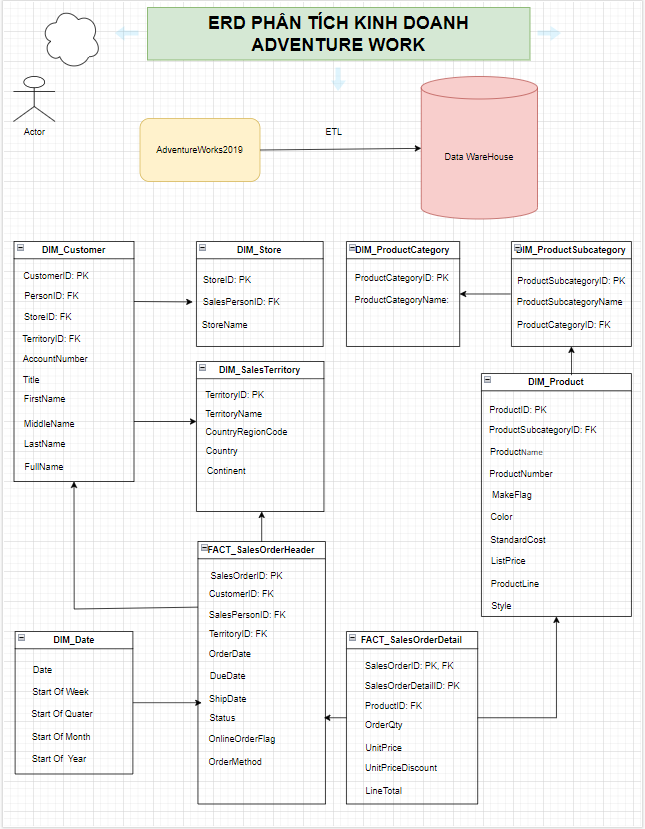 ERD PHÂN TÍCH KINH DOANH
ADVENTURE WORK
Actor
AdventureWorks2019
ETL
Data WareHouse
DIM_Customer
CustomerID: PK
PersonID: FK
StoreID: FK
TerritoryID: FK
AccountNumber
Title
FirstName
MiddleName
LastName
FullName
DIM_Store
StoreID: PK
SalesPersonID: FK
StoreName
DIM_ProductCategory
ProductCategoryID: PK
ProductCategoryName:
DIM_ProductSubcategory
ProductSubcategoryID: PK
ProductSubcategoryName
ProductCategoryID: FK
DIM_SalesTerritory
TerritoryID: PK
TerritoryName
CountryRegionCode
Country
Continent
DIM_Product
ProductID: PK
ProductSubcategoryID: FK
ProductName
ProductNumber
MakeFlag
Color
StandardCost
ListPrice
ProductLine
Style
FACT_SalesOrderHeader
SalesOrderID: PK
CustomerID: FK
SalesPersonID: FK
TerritoryID: FK
OrderDate
DueDate
ShipDate
Status
OnlineOrderFlag
OrderMethod
DIM_Date
Date
Start Of Week
Start Of Quater
Start Of Month
Start Of Year
FACT_SalesOrderDetail
SalesOrderID: PK, FK
SalesOrderDetailID: PK
ProductID: FK
OrderQty
UnitPrice
UnitPriceDiscount
LineTotal